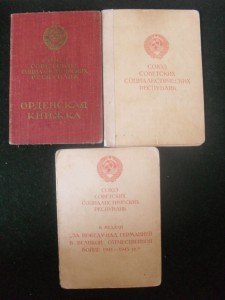 СОЮЗ
СОВЕТСКИХ
СОЦИАЛИСТИЧЕСКИХ
РЕСПУБЛИК
ОРДЕНСКАЯ
КНИЖКА
СОЮЗ
СОВЕТСКИХ
СОЦИАЛИСТИЧЕСКИХ
РЕСПУБЛИК
СОЮЗ
СОВЕТСКИХ
СОЦИАЛИСТИЧЕСКИХ
РЕСПУБЛИК
К МЕДАЛИ
„ЗА ПОБЕДУ НАД ГЕРМАНИЕЙ
В ВЕЛИКОЙ ОТЕЧЕСТВЕННОЙ
ВОЙНЕ 1941—1945 гг."